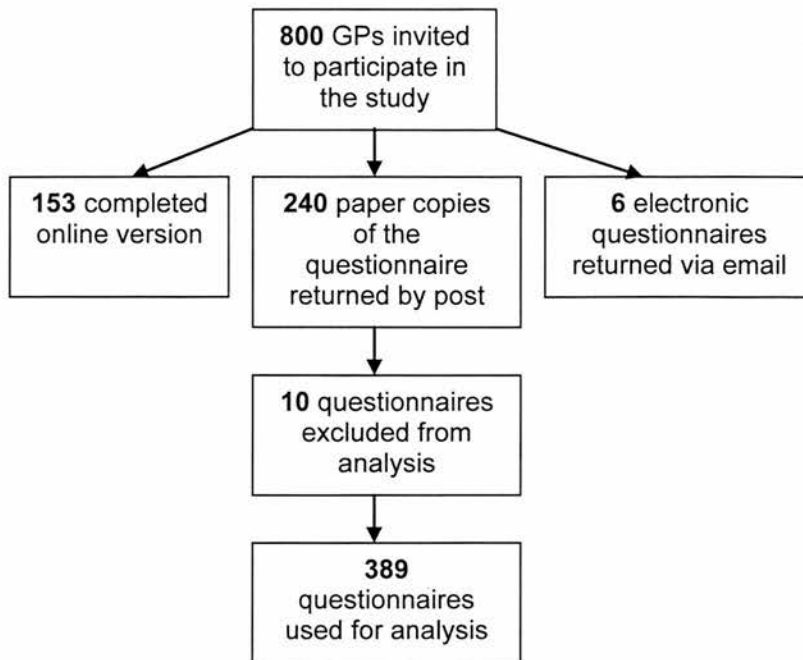 800 GPs invited
to participate in
the study
153 completed
online version
240 paper copies
of the
questionnaire
returned by post
6 electronic
questionnaires
returned via email
10 questionnaires
excluded from
analysis
389
questionnaires
used for analysis